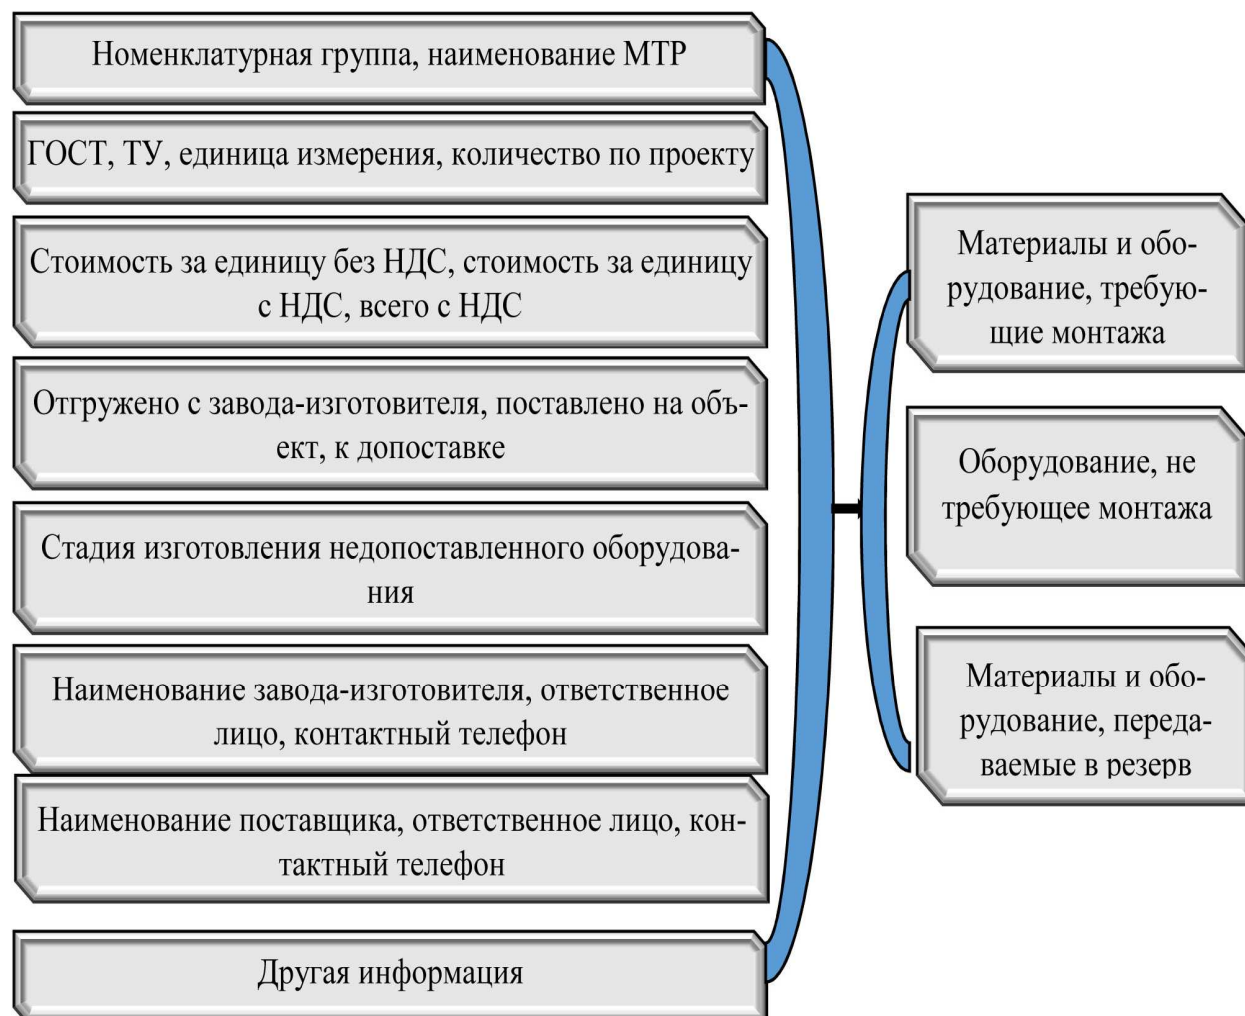 Номенклатурная группа, наименование МТР
ГОСТ, ТУ, единица измерения, количество по проекту
Стоимость за единицу без НДС, стоимость за единицу
с НДС, всего с НДС
Отгружено с завода-изготовителя, поставлено на объ-
ект, к допоставке
Стадия изготовления недопоставленного оборудова-
ния
Наименование завода-изготовителя, ответственное
лицо, контактный телефон
Наименование поставщика, ответственное лицо, кон-
тактный телефон
Другая информация
Материалы и обо-
рудование, требую-
щие монтажа
Оборудование, не
требующее монтажа
Материалы и обо-
рудование, переда-
ваемые в резерв